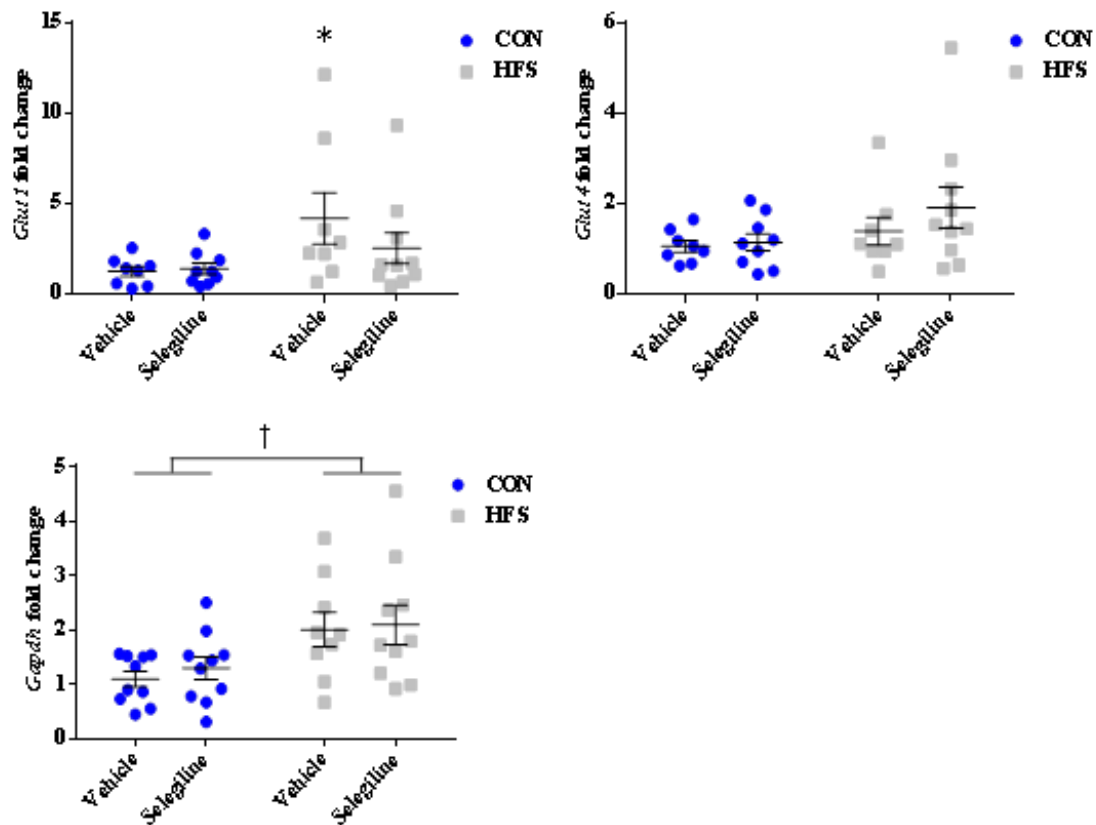 Glut 1 fold change
15
10
5
0
*
CON
HFS
Vehicle
Selegiline
Vehicle
Selegiline
Glut 4 fold change
6
4
2
0
CON
HFS
Vehicle
Selegiline
Vehicle
Selegiline
Gapdh fold change
5
4
3
2
1
0
†
CON
HFS
Vehicle
Selegiline
Vehicle
Selegiline